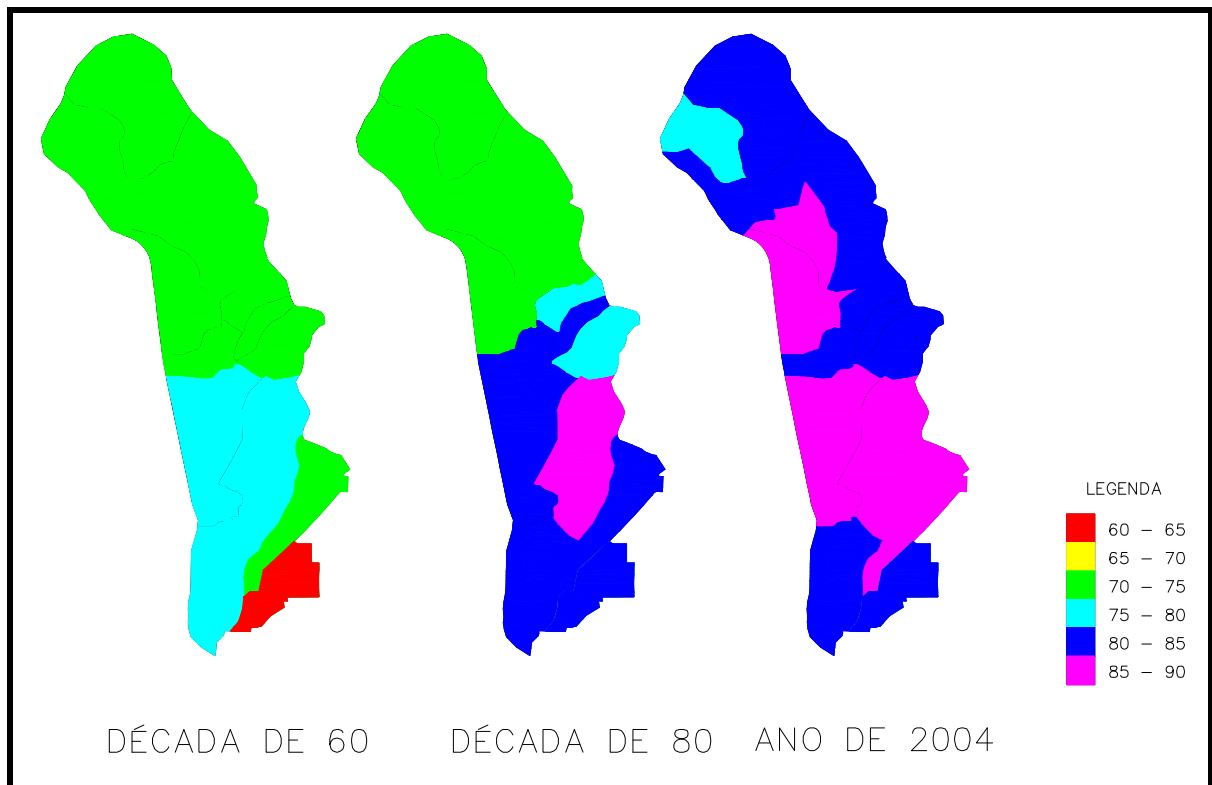 LEGENDA
60 – 65
65 – 70
70 – 75
75 – 80
80 – 85
85 – 90
DÉCADA DE 60
DÉCADA DE 80
ANO DE 2004